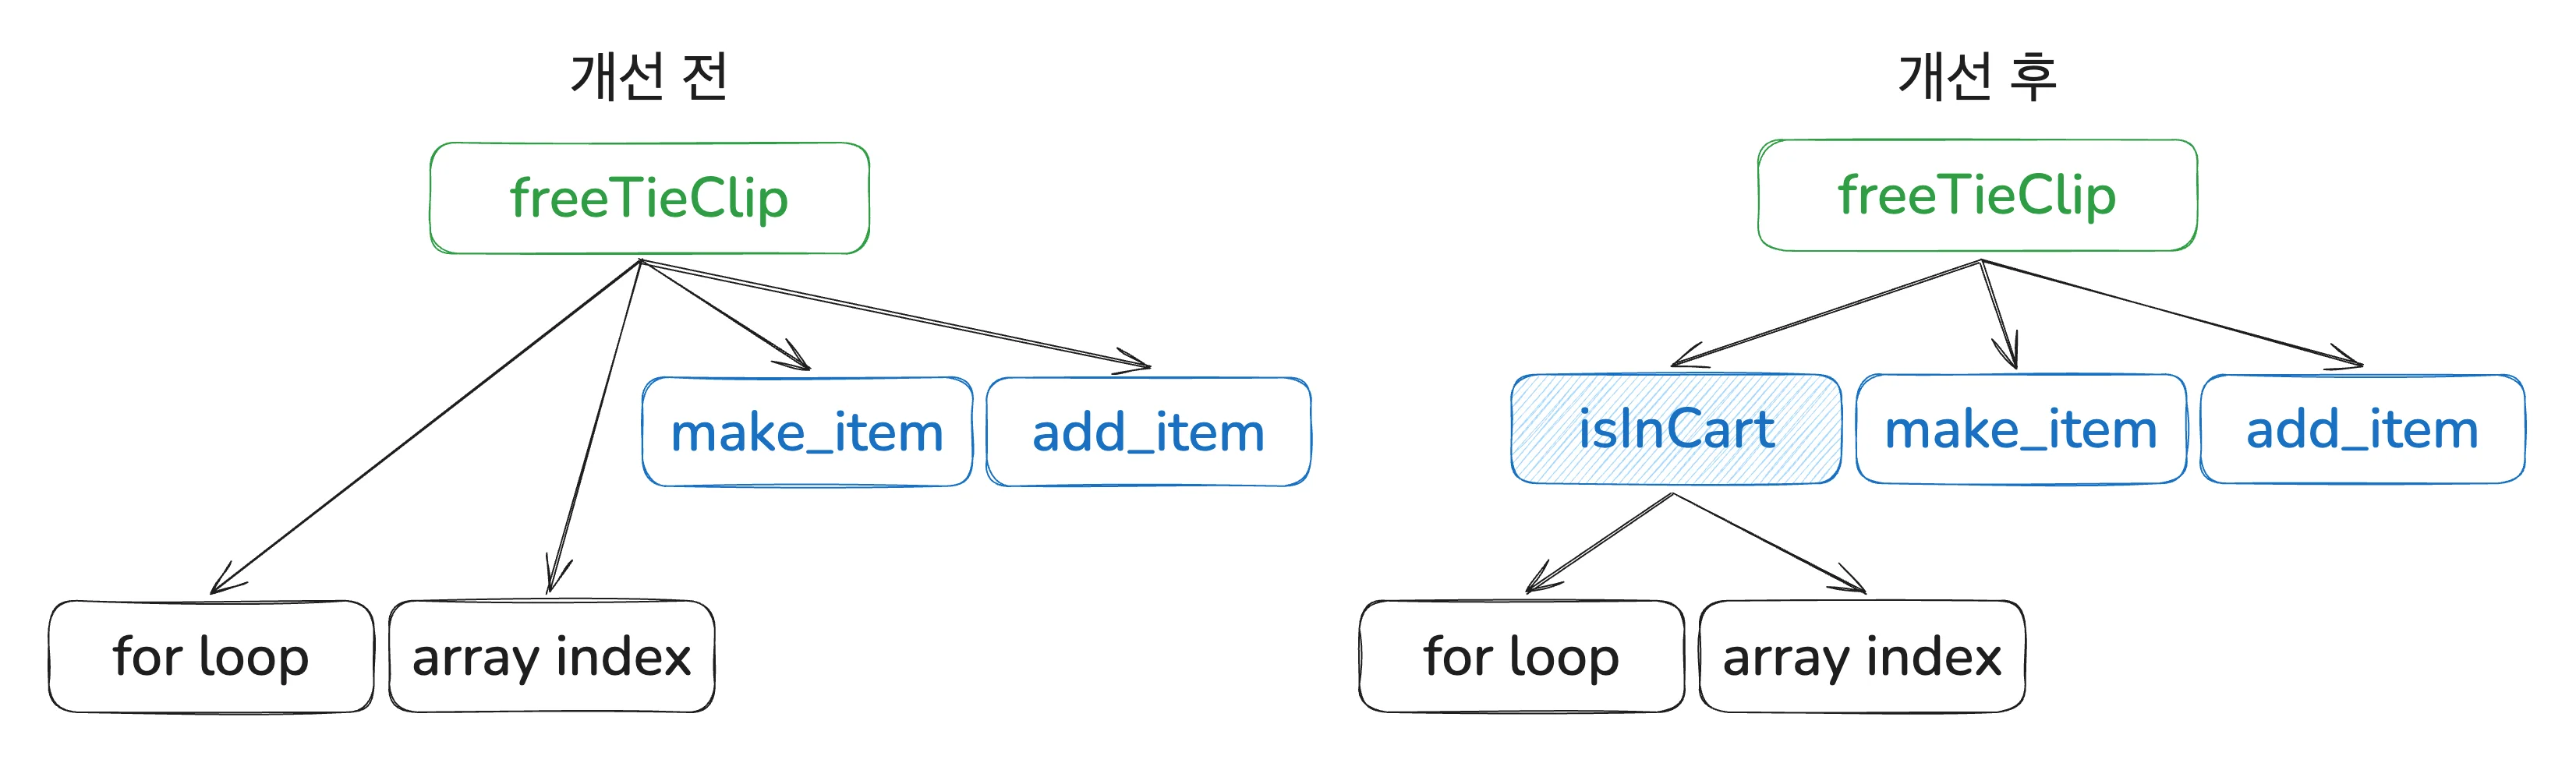 개선 전
freeTieClip
make_item
add_item
for loop
array index
개선 후
freeTieClip
isInCart
make_item
add_item
for loop
array index